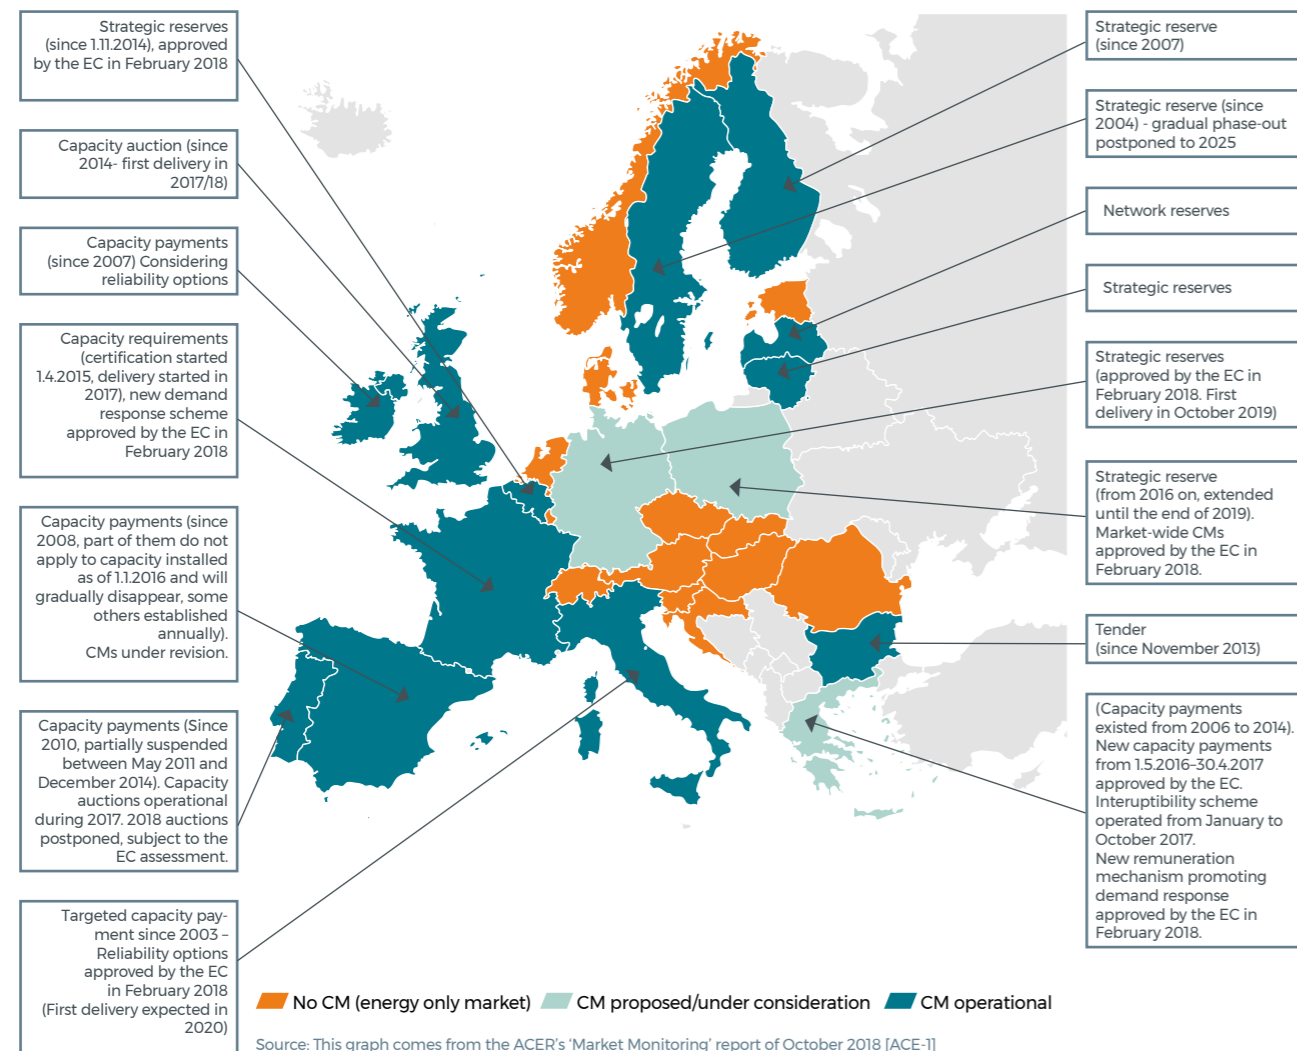 Strategic reserves
(since 1.11.2014), approved
by the EC in February 2018
Capacity auction (since
2014- first delivery in
2017/18)
Capacity payments
(since 2007) Considering
reliability options
Capacity requirements
(certification started
1.4.2015, delivery started in
2017), new demand
response scheme
approved by the EC in
February 2018
Capacity payments (since
2008, part of them do not
apply to capacity installed
as of 1.1.2016 and will
gradually disappear, some
others established
annually).
CMs under revision.
Capacity payments (Since
2010, partially suspended
between May 2011 and
December 2014). Capacity
auctions operational
during 2017. 2018 auctions
postponed, subject to the
EC assessment.
Targeted capacity pay-
ment since 2003 –
Reliability options
approved by the EC
in February 2018
(First delivery expected in
2020)
Strategic reserve
(since 2007)
Strategic reserve (since
2004) - gradual phase-out
postponed to 2025
Network reserves
Strategic reserves
Strategic reserves
(approved by the EC in
February 2018. First
delivery in October 2019)
Strategic reserve
(from 2016 on, extended
until the end of 2019).
Market-wide CMs
approved by the EC in
February 2018.
Tender
(since November 2013)
(Capacity payments
existed from 2006 to 2014).
New capacity payments
from 1.5.2016–30.4.2017
approved by the EC.
Interuptibility scheme
operated from January to
October 2017.
New remuneration
mechanism promoting
demand response
approved by the EC in
February 2018.
No CM (energy only market) CM proposed/under consideration CM operational
Source: This graph comes from the ACER's 'Market Monitoring' report of October 2018 [ACE-1]